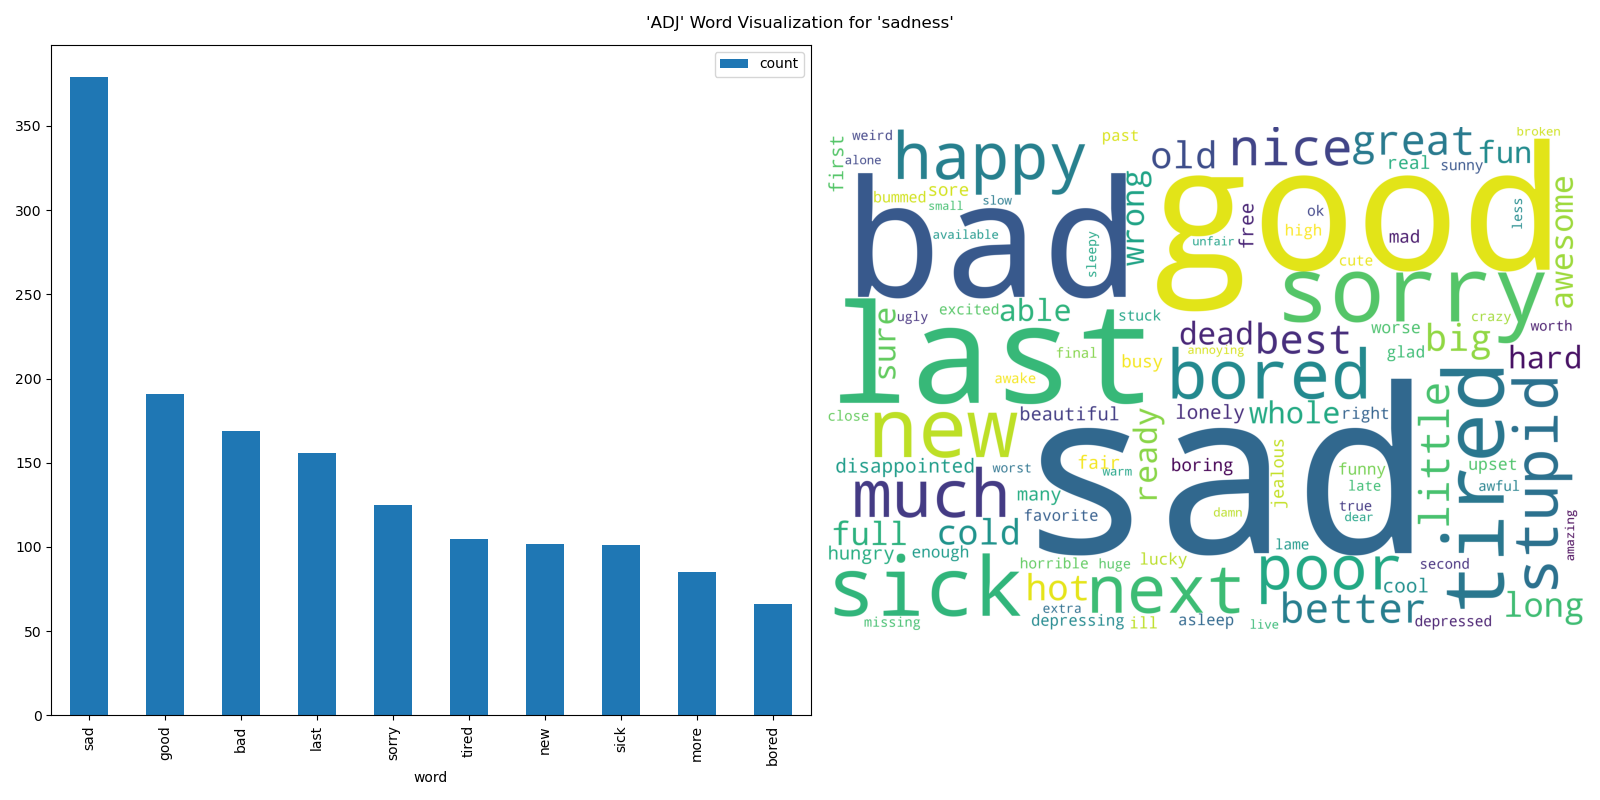 'ADJ' Word Visualization for 'sadness'
count
350
300
250
200
150
100
50
0
sad
good
bad
last
sorry
tired
new
sick
more
bored
word
first
weird
alone
happy
past
old
nice
great
real
sunny
fun
broken
bummed
sore
small
slow
bad
available
sleepy
wrong
good
unfair
free
ok
high
mad
less
cute
awesome
sorry
last
sure
ugly
excited
able
stuck
final
busy
awake
dead
best
annoying
worse
glad
big
crazy
worth
hard
bored
close
new
beautiful
ready
lonely
whole
right
little
tired
stupid
disappointed
worst
fair
warm
boring
jealous
sad
funny
late
true
dear
upset
awful
amazing
much
many
favorite
damn
full
cold
hungry
enough
horrible
huge
lucky
lame
second
sick
hot
next
poor
cool
better
long
missing
extra
depressing
ill
asleep
live
depressed